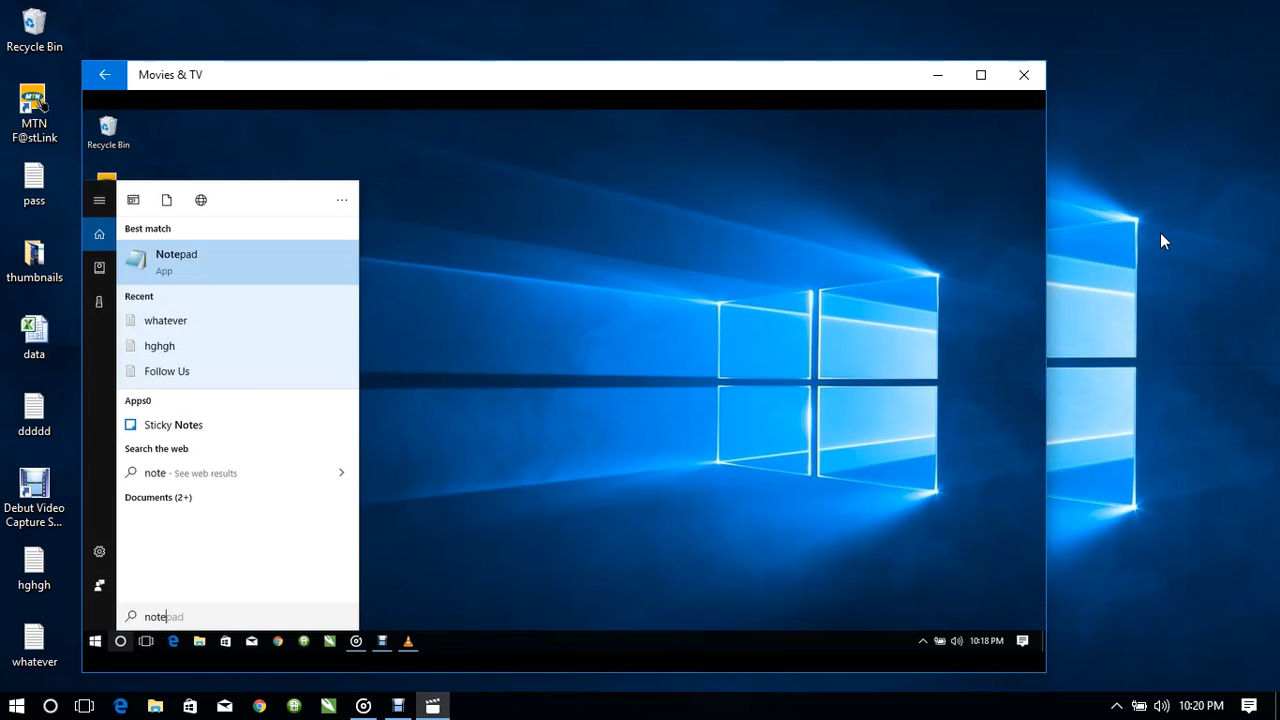 Recycle Bin
MTN
F@stLink
pass
thumbnails
data
ddddd
Debut Video
Capture S...
hghgh
whatever
Movies & TV
Recycle Bin
Best match
Notepad
App
Recent
whatever
hghgh
Follow Us
Apps0
Sticky Notes
Search the web
note - See web results
Documents (2+)
notepad
10:18 PM
10:20 PM